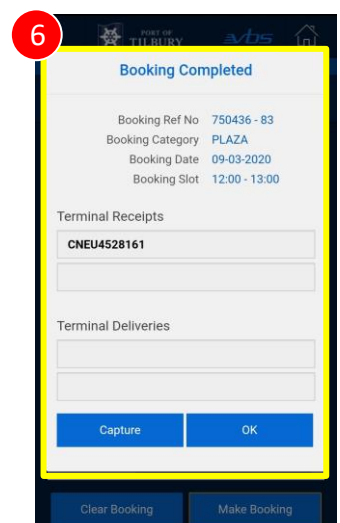 6
PORT OF
TILBURY
vbs
Booking Completed
Booking Ref No 750436 - 83
Booking Category PLAZA
Booking Date 09-03-2020
Booking Slot 12:00 - 13:00
Terminal Receipts
CNEU4528161
Terminal Deliveries
Capture OK
Clear Booking Make Booking